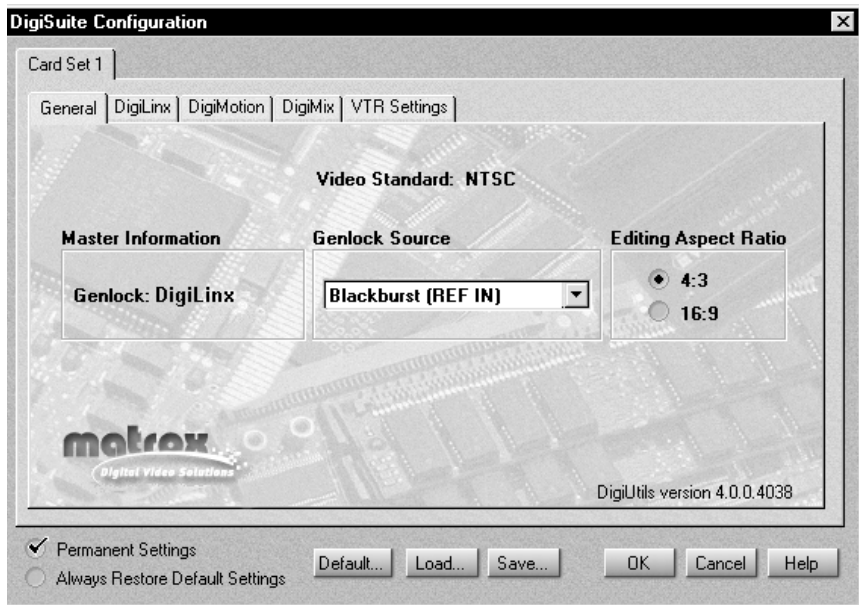 DigiSuite Configuration
Card Set 1
General DigiLinx DigiMotion DigiMix VTR Settings
Video Standard: NTSC
Master Information Genlock Source Editing Aspect Ratio
Genlock: DigiLinx Blackburst (REF IN) 4:3
16:9
matrox
Digital Video Solutions
DigiUtils version 4.0.0.4038
Permanent Settings
Always Restore Default Settings
Default... Load... Save... OK Cancel Help